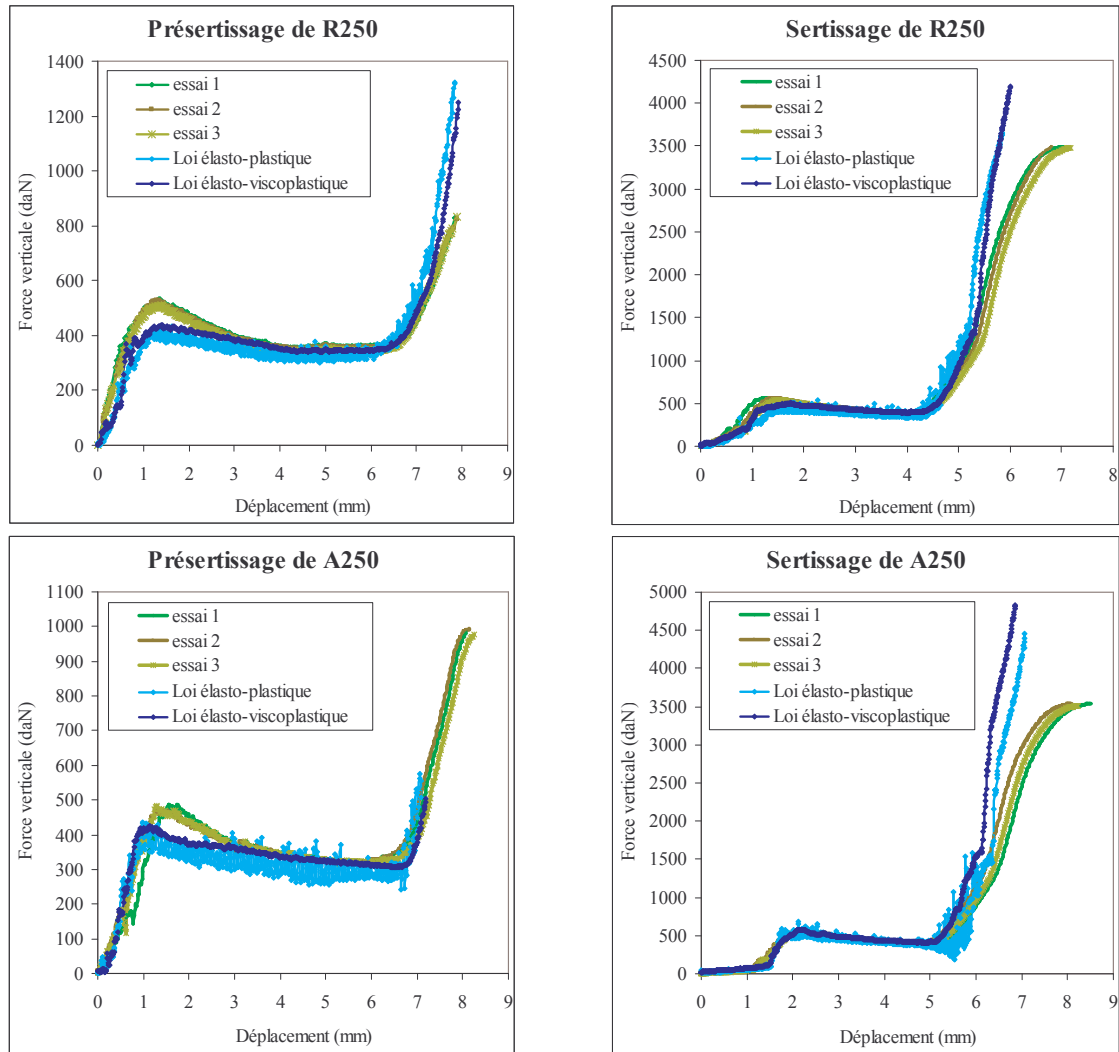 Présertissage de R250
1400
1200
1000
800
600
400
200
0
Force verticale (daN)
essai 1
essai 2
essai 3
Loi élasto-plastique
Loi élasto-viscoplastique
0 1 2 3 4 5 6 7 8 9
Déplacement (mm)
Sertissage de R250
4500
4000
3500
3000
2500
2000
1500
1000
500
0
Force verticale (daN)
essai 1
essai 2
essai 3
Loi élasto-plastique
Loi élasto-viscoplastique
0 1 2 3 4 5 6 7 8
Déplacement (mm)
Présertissage de A250
1100
1000
900
800
700
600
500
400
300
200
100
0
Force verticale (daN)
essai 1
essai 2
essai 3
Loi élasto-plastique
Loi élasto-viscoplastique
0 1 2 3 4 5 6 7 8 9
Déplacement (mm)
Sertissage de A250
5000
4500
4000
3500
3000
2500
2000
1500
1000
500
0
Force verticale (daN)
essai 1
essai 2
essai 3
Loi élasto-plastique
Loi élasto-viscoplastique
0 1 2 3 4 5 6 7 8 9
Déplacement (mm)